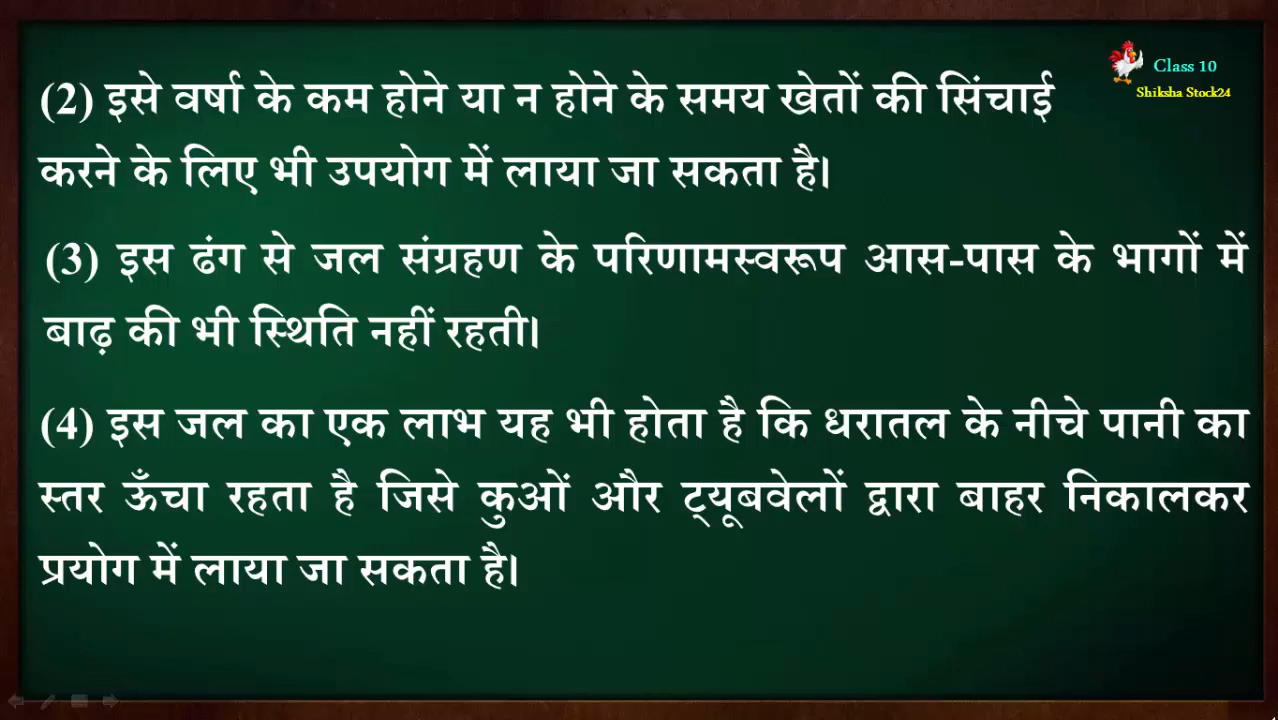 Class 10
Shiksha Stock24
(2) इसे वर्षा के कम होने या न होने के समय खेतों की सिंचाई
करने के लिए भी उपयोग में लाया जा सकता है।
(3) इस ढंग से जल संग्रहण के परिणामस्वरूप आस-पास के भागों में
बाढ़ की भी स्थिति नहीं रहती।
(4) इस जल का एक लाभ यह भी होता है कि धरातल के नीचे पानी का
स्तर ऊँचा रहता है जिसे कुओं और ट्यूबवेलों द्वारा बाहर निकालकर
प्रयोग में लाया जा सकता है।